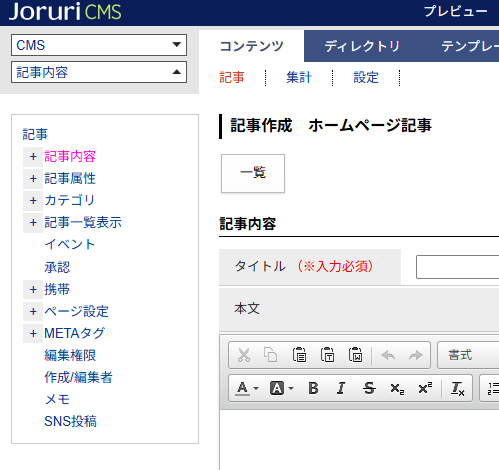 Joruri CMS
プレビュー
CMS
記事内容
コンテンツ
ディレクトリ
テンプレー
記事
集計
設定
記事
+ 記事内容
+ 記事属性
+ カテゴリ
+ 記事一覧表示
イベント
承認
+ 携帯
+ ページ設定
+ METAタグ
編集権限
作成/編集者
メモ
SNS投稿
記事作成　ホームページ記事
一覧
記事内容
タイトル （※入力必須）
本文
書式
A A B I S x₂ x² Tx